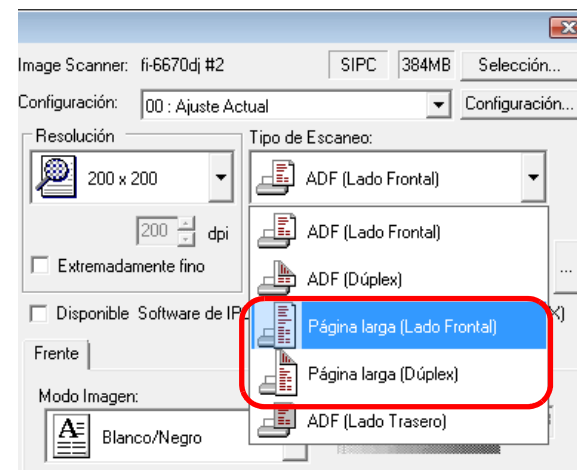 Image Scanner: fi-6670dj #2 SIPC 384MB Selección...
Configuración: 00 : Ajuste Actual Configuración...
Resolución Tipo de Escaneo:
200 x 200 ADF (Lado Frontal)
200 dpi ADF (Lado Frontal)
Extremadamente fino ADF (Dúplex) ...
Disponible Software de Página larga (Lado Frontal)
Frente Página larga (Dúplex)
Modo Imagen:
Blanco/Negro ADF (Lado Trasero)